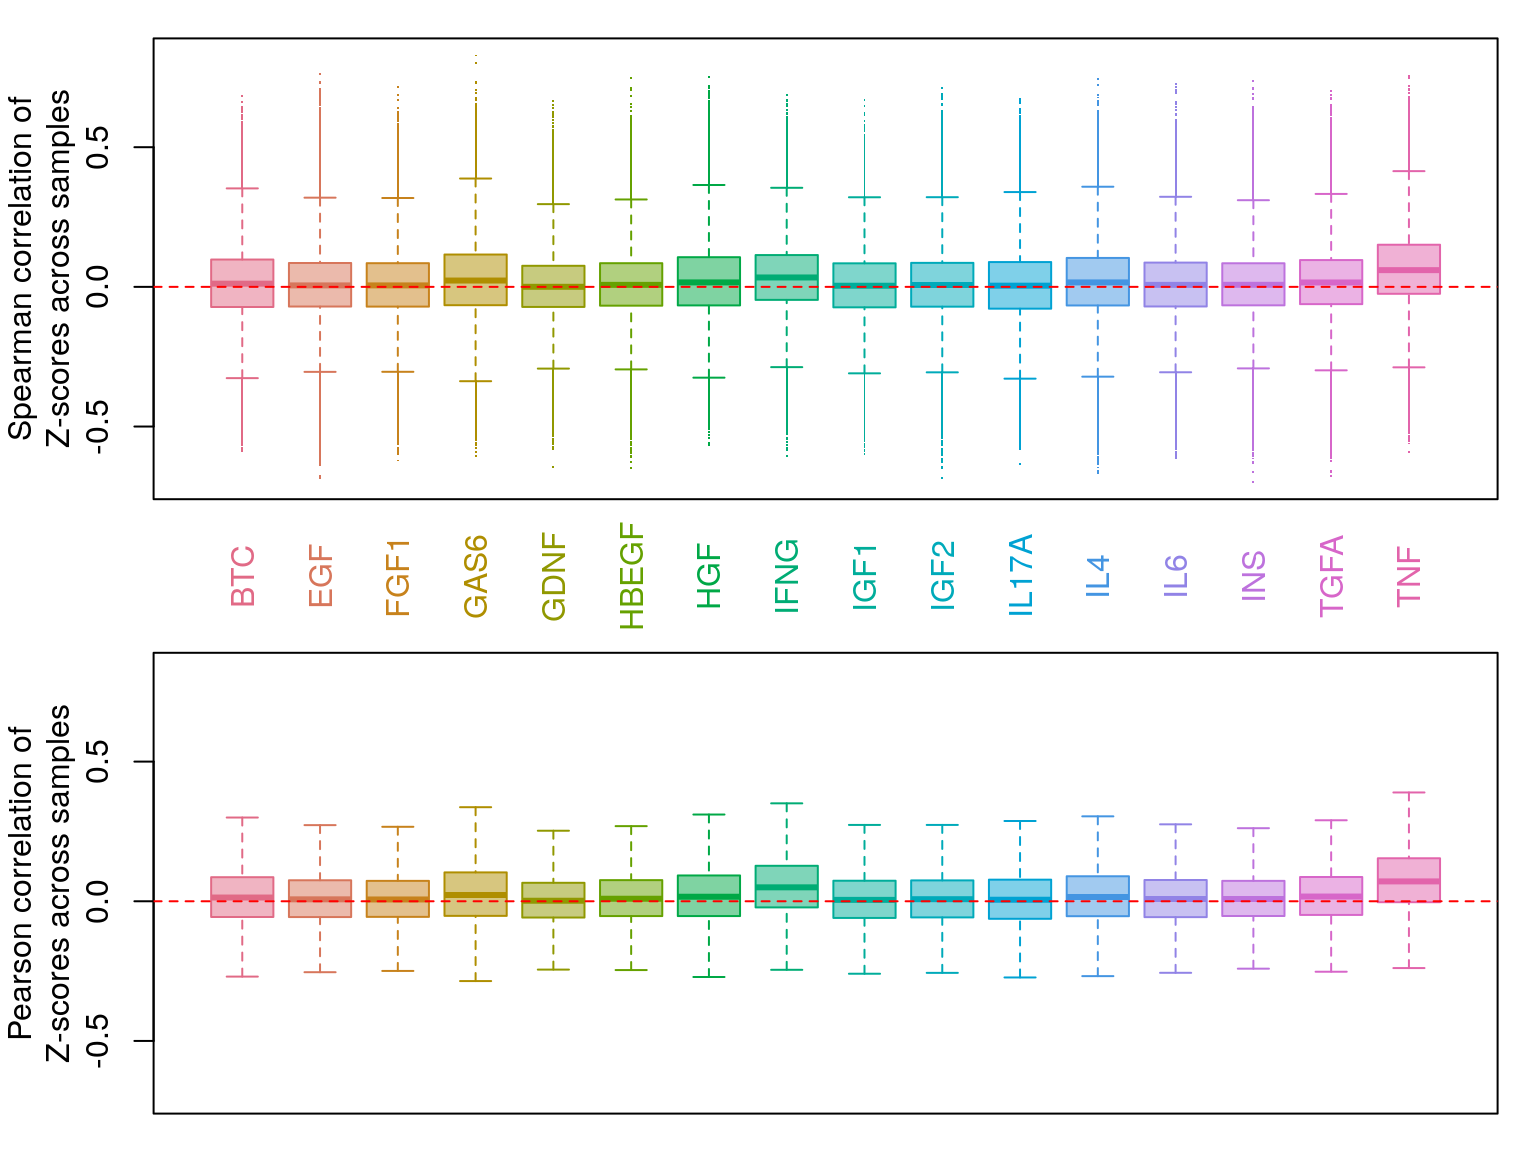 Spearman correlation of
Z-scores across samples
0.5
0.0
-0.5
BTC
EGF
FGF1
GAS6
GDNF
HBEGF
HGF
IFNG
IGF1
IGF2
IL17A
IL4
IL6
INS
TGFA
TNF
Pearson correlation of
Z-scores across samples
0.5
0.0
-0.5